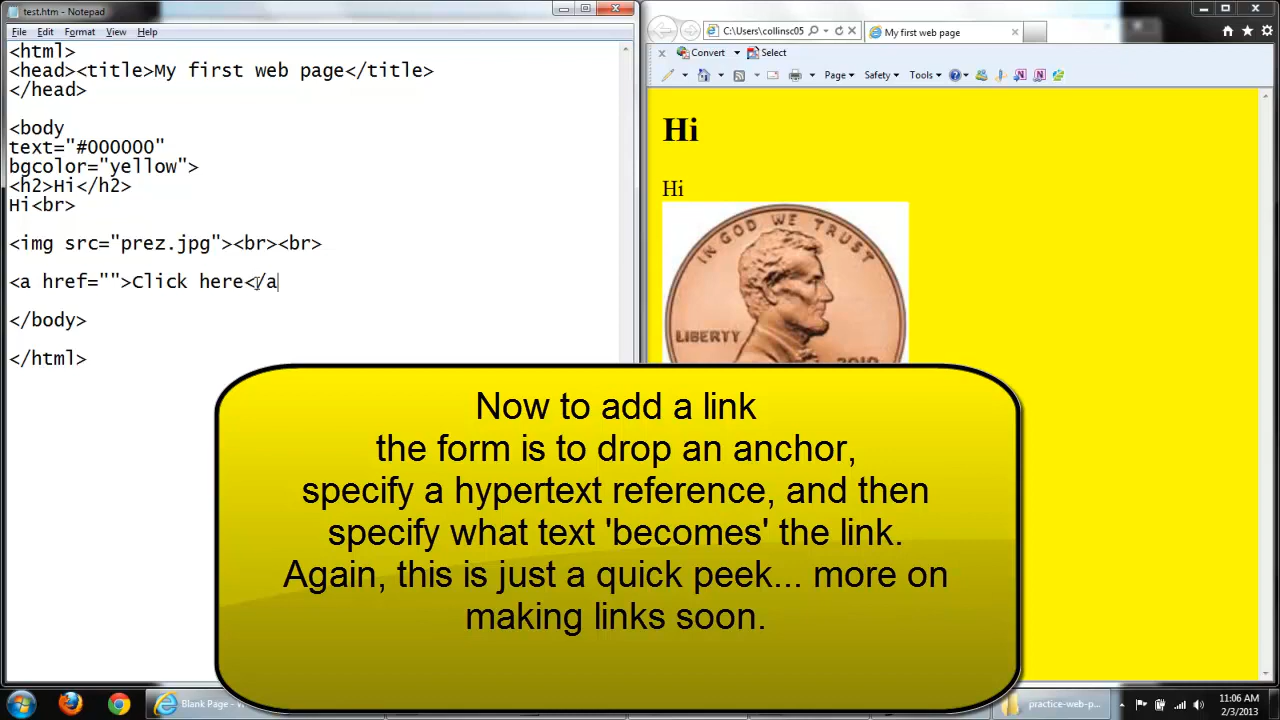 test.htm - Notepad
File Edit Format View Help
<html>
<head><title>My first web page</title>
</head>
<body
text="#000000"
bgcolor="yellow">
<h2>Hi</h2>
Hi<br>
<img src="prez.jpg"><br><br>
<a href="">Click here</a
</body>
</html>
C:\Users\collinsc05
My first web page
Convert Select
Page Safety Tools
Hi
Hi
IN GOD WE TRUST
LIBERTY
2010
Now to add a link
the form is to drop an anchor,
specify a hypertext reference, and then
specify what text 'becomes' the link.
Again, this is just a quick peek... more on
making links soon.
Blank Page - 
practice-web-p...
11:06 AM
2/3/2013